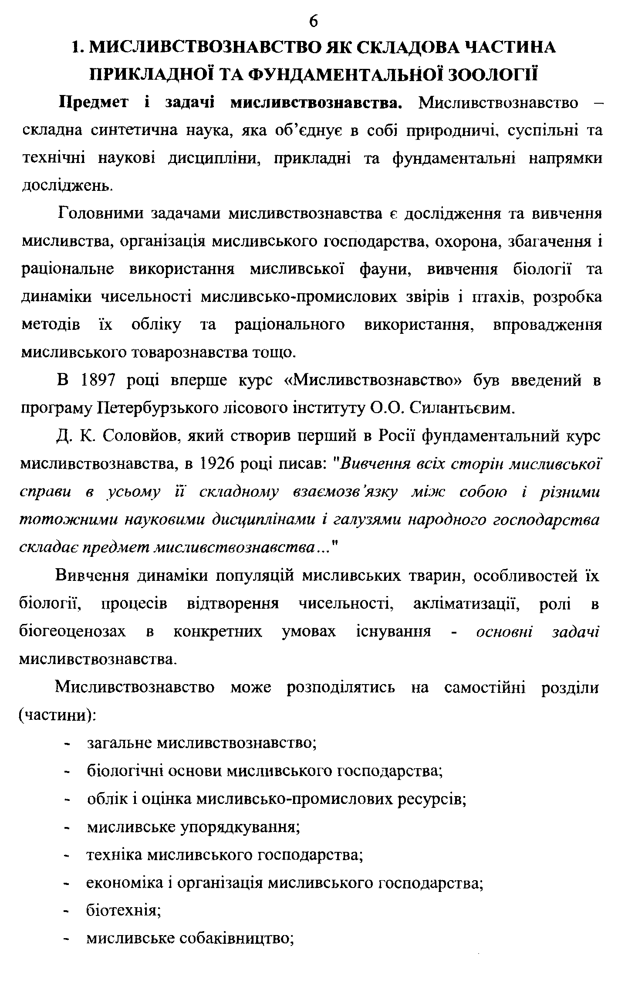 6
1. МИСЛИВСТВОЗНАВСТВО ЯК СКЛАДОВА ЧАСТИНА
ПРИКЛАДНОЇ ТА ФУНДАМЕНТАЛЬНОЇ ЗООЛОГІЇ
Предмет і задачі мисливствознавства. Мисливствознавство –
складна синтетична наука, яка об’єднує в собі природничі, суспільні та
технічні наукові дисципліни, прикладні та фундаментальні напрямки
досліджень.
Головними задачами мисливствознавства є дослідження та вивчення
мисливства, організація мисливського господарства, охорона, збагачення і
раціональне використання мисливської фауни, вивчення біології та
динаміки чисельності мисливсько-промислових звірів і птахів, розробка
методів їх обліку та раціонального використання, впровадження
мисливського товарознавства тощо.
В 1897 році вперше курс «Мисливствознавство» був введений в
програму Петербурзького лісового інституту О.О. Силантьєвим.
Д. К. Соловйов, який створив перший в Росії фундаментальний курс
мисливствознавства, в 1926 році писав: "Вивчення всіх сторін мисливської
справи в усьому її складному взаємозв’язку між собою і різними
тотожними науковими дисциплінами і галузями народного господарства
складає предмет мисливствознавства..."
Вивчення динаміки популяцій мисливських тварин, особливостей їх
біології, процесів відтворення чисельності, акліматизації, ролі в
біогеоценозах в конкретних умовах існування - основні задачі
мисливствознавства.
Мисливствознавство може розподілятись на самостійні розділи
(частини):
- загальне мисливствознавство;
- біологічні основи мисливського господарства;
- облік і оцінка мисливсько-промислових ресурсів;
- мисливське упорядкування;
- техніка мисливського господарства;
- економіка і організація мисливського господарства;
- біотехнія;
- мисливське собаківництво;